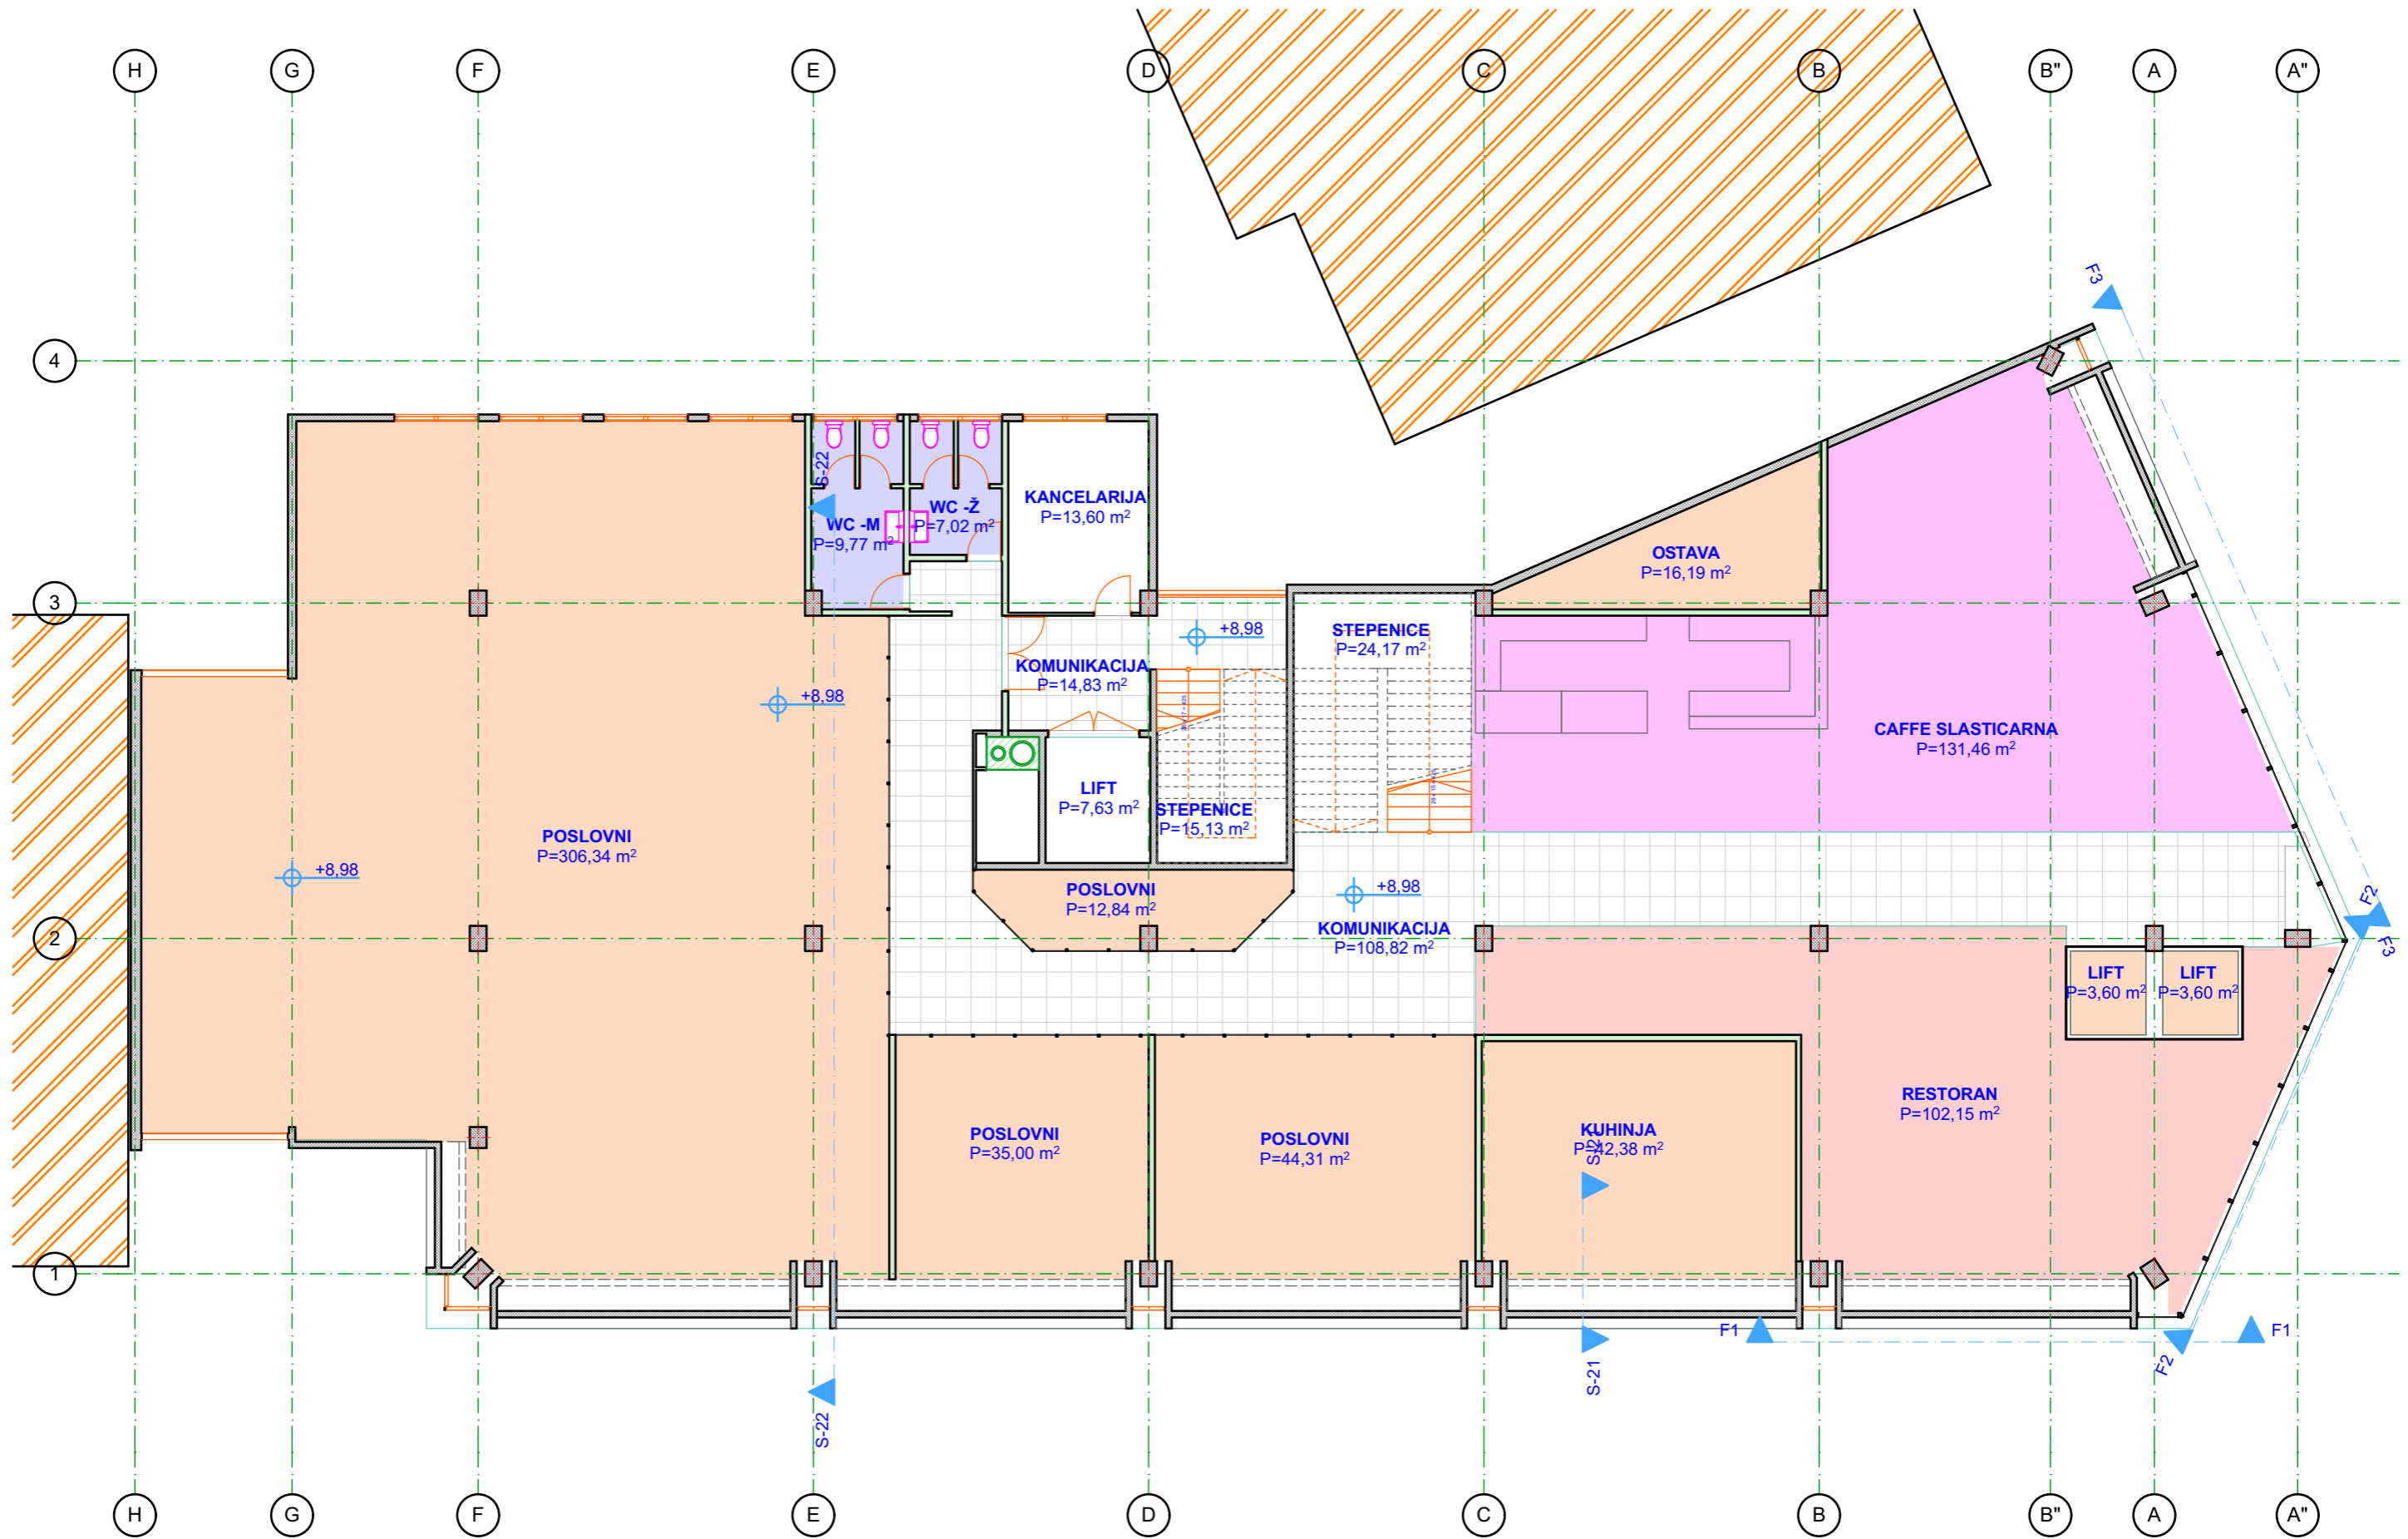 H G F E D C B B" A A"
F3
4
S-22
KANCELARIJA
P=13,60 m²
WC -Ž
P=7,02 m²
WC -M
P=9,77 m²
OSTAVA
P=16,19 m²
3
+8,98
STEPENICE
P=24,17 m²
KOMUNIKACIJA
P=14,83 m²
+8,98
CAFFE SLASTICARNA
P=131,46 m²
LIFT
P=7,63 m²
STEPENICE
P=15,13 m²
POSLOVNI
P=306,34 m²
+8,98
POSLOVNI
P=12,84 m²
+8,98
F2
KOMUNIKACIJA
P=108,82 m²
2
F3
LIFT
P=3,60 m²
LIFT
P=3,60 m²
RESTORAN
P=102,15 m²
POSLOVNI
P=35,00 m²
POSLOVNI
P=44,31 m²
KUHINJA
P=42,38 m²
S-21
1
F1
F1
F2
S-21
S-22
H G F E D C B B" A A"